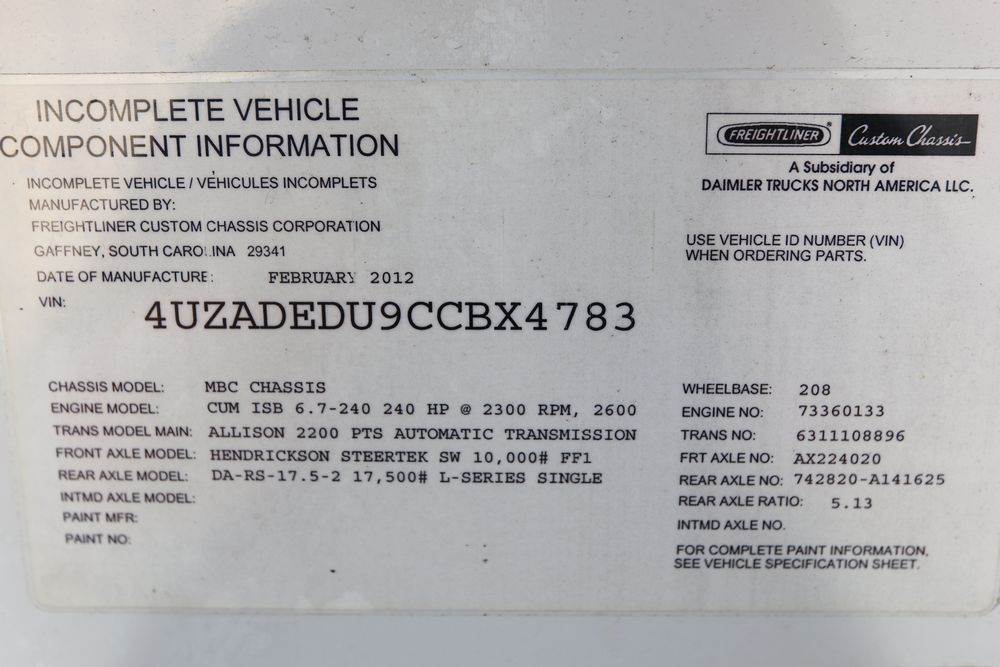 INCOMPLETE VEHICLE
COMPONENT INFORMATION
INCOMPLETE VEHICLE / VEHICULES INCOMPLETS
MANUFACTURED BY:
FREIGHTLINER CUSTOM CHASSIS CORPORATION
GAFFNEY, SOUTH CAROLINA 29341
DATE OF MANUFACTURE: FEBRUARY 2012
VIN: 4UZADEDU9CCBX4783
FREIGHTLINER Custom Chassis
A Subsidiary of
DAIMLER TRUCKS NORTH AMERICA LLC.
USE VEHICLE ID NUMBER (VIN)
WHEN ORDERING PARTS.
CHASSIS MODEL: MBC CHASSIS
ENGINE MODEL: CUM ISB 6.7-240 240 HP @ 2300 RPM, 2600
TRANS MODEL MAIN: ALLISON 2200 PTS AUTOMATIC TRANSMISSION
FRONT AXLE MODEL: HENDRICKSON STEERTEK SW 10,000# FF1
REAR AXLE MODEL: DA-RS-17.5-2 17,500# L-SERIES SINGLE
INTMD AXLE MODEL:
PAINT MFR:
PAINT NO:
WHEELBASE: 208
ENGINE NO: 73360133
TRANS NO: 6311108896
FRT AXLE NO: AX224020
REAR AXLE NO: 742820-A141625
REAR AXLE RATIO: 5.13
INTMD AXLE NO.
FOR COMPLETE PAINT INFORMATION,
SEE VEHICLE SPECIFICATION SHEET.